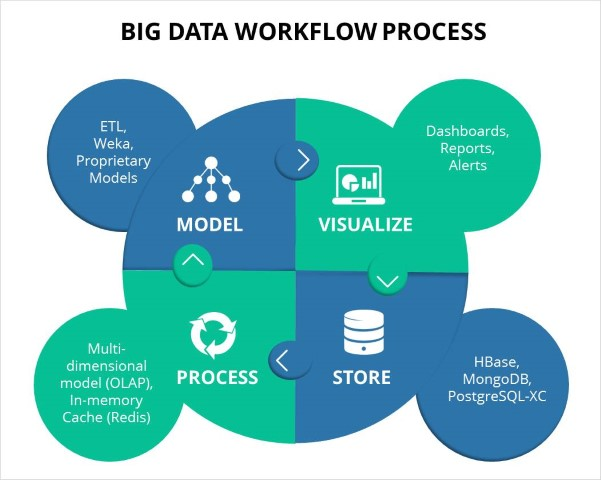 BIG DATA WORKFLOW PROCESS
ETL,
Weka,
Proprietary
Models
Dashboards,
Reports,
Alerts
MODEL
VISUALIZE
PROCESS
STORE
Multi-
dimensional
model (OLAP),
In-memory
Cache (Redis)
HBase,
MongoDB,
PostgreSQL-XC